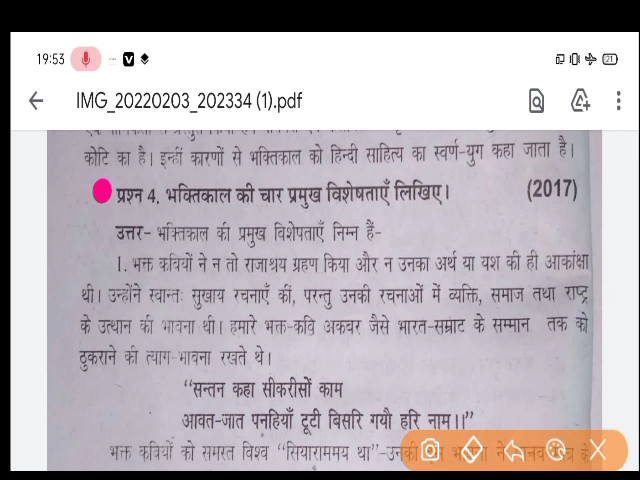 19:53
21
IMG_20220203_202334 (1).pdf
कोटि का है। इन्हीं कारणों से भक्तिकाल को हिन्दी साहित्य का स्वर्ण-युग कहा जाता है।
प्रश्न 4. भक्तिकाल की चार प्रमुख विशेषताएँ लिखिए। (2017)
उत्तर- भक्तिकाल की प्रमुख विशेषताएँ निम्न हैं-
1. भक्त कवियों ने न तो राजाश्रय ग्रहण किया और न उनका अर्थ या यश की ही आकांक्षा
थी। उन्होंने स्वान्तः सुखाय रचनाएँ कीं, परन्तु उनकी रचनाओं में व्यक्ति, समाज तथा राष्ट्र
के उत्थान की भावना थी। हमारे भक्त-कवि अकबर जैसे भारत-सम्राट के सम्मान तक को
ठुकराने की त्याग-भावना रखते थे।
“सन्तन कहा सीकरीसों काम
आवत-जात पनहियाँ टूटी बिसरि गयौ हरि नाम।।”
भक्त कवियों को समस्त विश्व “सियाराममय था”-